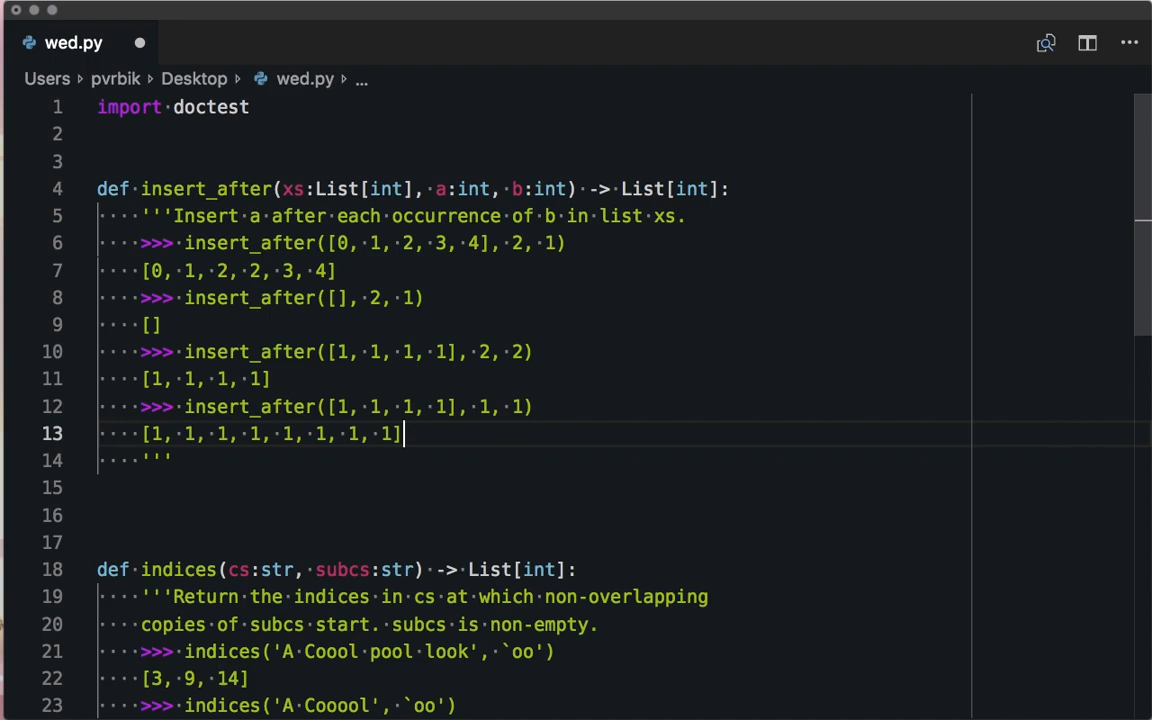 wed.py
Users pvrbik Desktop wed.py ...
1 import doctest
2
3
4 def insert_after(xs:List[int], a:int, b:int) -> List[int]:
5 '''Insert a after each occurrence of b in list xs.
6 >>> insert_after([0, 1, 2, 3, 4], 2, 1)
7 [0, 1, 2, 2, 3, 4]
8 >>> insert_after([], 2, 1)
9 []
10 >>> insert_after([1, 1, 1, 1], 2, 2)
11 [1, 1, 1, 1]
12 >>> insert_after([1, 1, 1, 1], 1, 1)
13 [1, 1, 1, 1, 1, 1, 1, 1]
14 '''
15
16
17
18 def indices(cs:str, subcs:str) -> List[int]:
19 '''Return the indices in cs at which non-overlapping
20 copies of subcs start. subcs is non-empty.
21 >>> indices('A Coool pool look', `oo')
22 [3, 9, 14]
23 >>> indices('A Cooool', `oo')